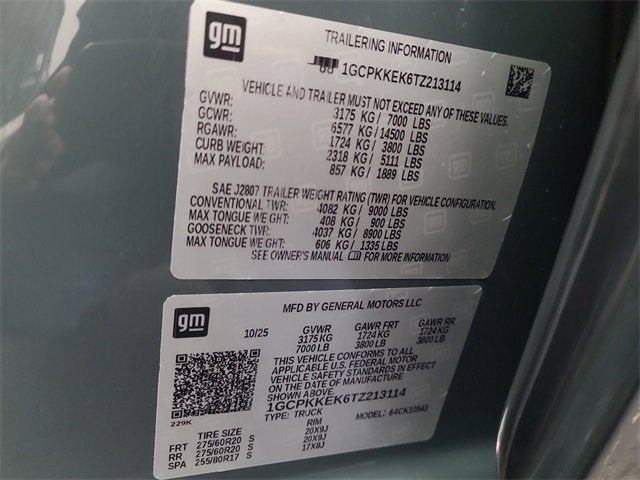 gm
TRAILERING INFORMATION
1GCPKKEK6TZ213114
VEHICLE AND TRAILER MUST NOT EXCEED ANY OF THESE VALUES.
GVWR: 3175 KG / 7000 LBS
GCWR: 6577 KG / 14500 LBS
RGAWR: 1724 KG / 3800 LBS
CURB WEIGHT: 2318 KG / 5111 LBS
MAX PAYLOAD: 857 KG / 1889 LBS
SAE J2807 TRAILER WEIGHT RATING (TWR) FOR VEHICLE CONFIGURATION.
CONVENTIONAL TWR: 4082 KG / 9000 LBS
MAX TONGUE WEIGHT: 408 KG / 900 LBS
GOOSENECK TWR: 4037 KG / 8900 LBS
MAX TONGUE WEIGHT: 606 KG / 1335 LBS
SEE OWNER'S MANUAL FOR MORE INFORMATION
gm
MFD BY GENERAL MOTORS LLC
10/25 GVWR GAWR FRT GAWR RR
3175 KG 1724 KG 1724 KG
7000 LB 3800 LB 3800 LB
THIS VEHICLE CONFORMS TO ALL
APPLICABLE U.S. FEDERAL MOTOR
VEHICLE SAFETY STANDARDS IN EFFECT
ON THE DATE OF MANUFACTURE
SHOWN ABOVE.
1GCPKKEK6TZ213114
229K TYPE: TRUCK MODEL: 64CK10543
TIRE SIZE RIM
FRT 275/60R20 S 20X9J
RR 275/60R20 S 20X9J
SPA 255/80R17 S 17X8J